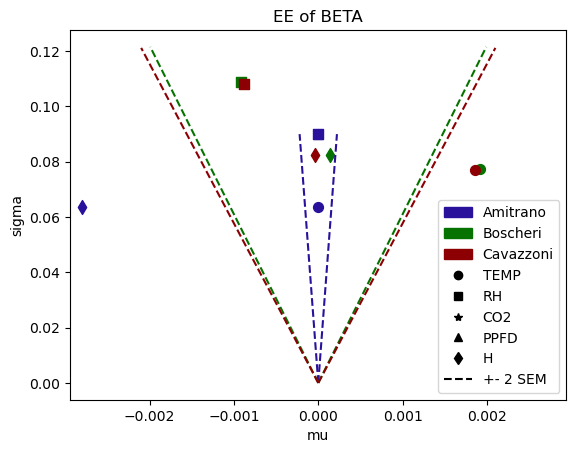 EE of BETA
0.12
0.10
0.08
0.06
0.04
0.02
0.00
sigma
−0.002
−0.001
0.000
0.001
0.002
mu
Amitrano
Boscheri
Cavazzoni
TEMP
RH
CO2
PPFD
H
+- 2 SEM